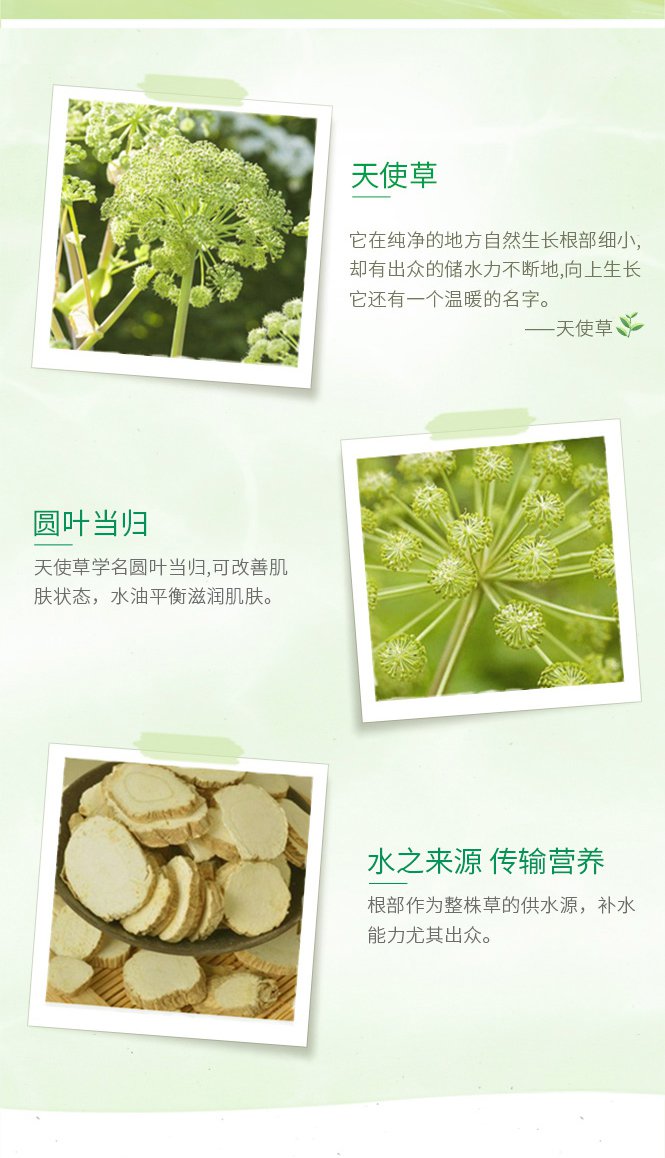 天使草
它在纯净的地方自然生长根部细小,
却有出众的储水力不断地,向上生长
它还有一个温暖的名字。
——天使草
圆叶当归
天使草学名圆叶当归,可改善肌
肤状态，水油平衡滋润肌肤。
水之来源 传输营养
根部作为整株草的供水源，补水
能力尤其出众。